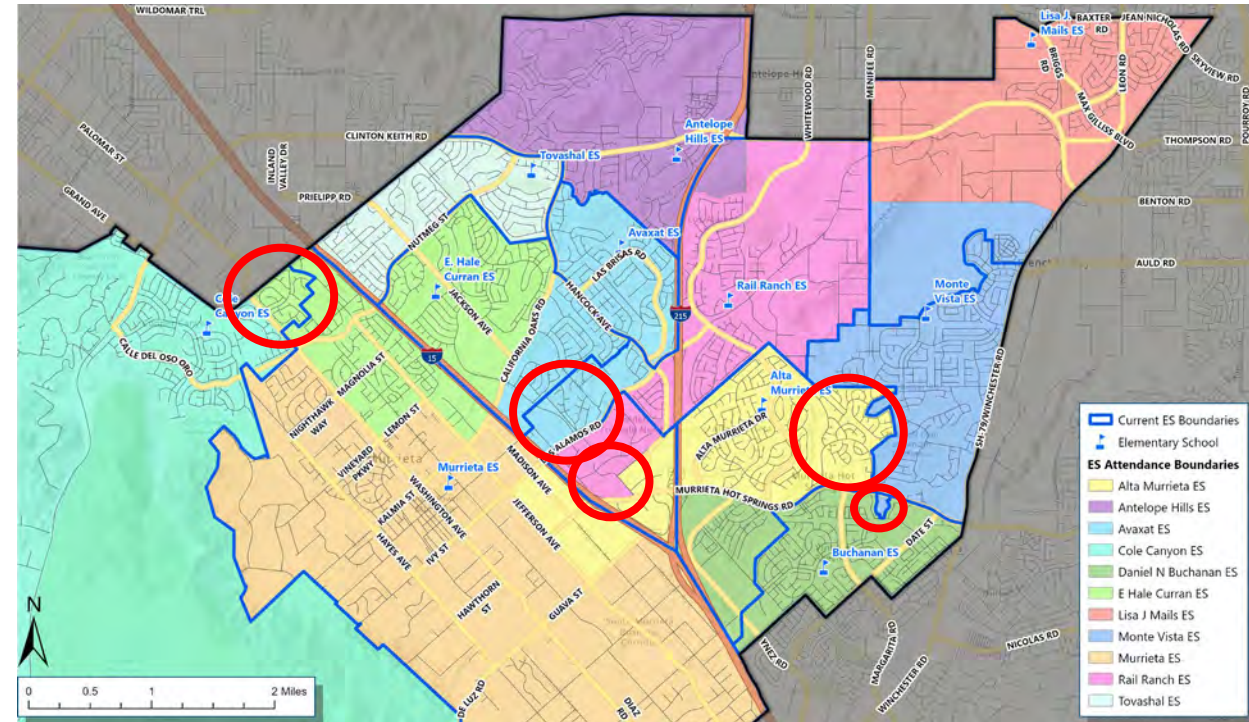 WILDOMAR TRL
Lisa J.
Mails ES
BAXTER
RD
JEAN NICHOLAS RD
SKYVIEW RD
BRIGGS
RD
LEON RD
POURROY RD
MAX GILLISS BLVD
THOMPSON RD
MENIFEE RD
WHITEWOOD RD
Antelope
Hills ES
CLINTON KEITH RD
PALOMAR ST
INLAND
VALLEY DR
Tovashal ES
PRIELIPP RD
GRAND AVE
BENTON RD
NUTMEG ST
Avaxat ES
LAS BRISAS RD
AULD RD
E. Hale
Curran ES
JACKSON AVE
HANCOCK AVE
Rail Ranch ES
Monte
Vista ES
Cole
Canyon ES
215
CALIFORNIA OAKS RD
15
CALLE DEL OSO ORO
MAGNOLIA ST
SH-79/WINCHESTER RD
Alta
Murrieta ES
NIGHTHAWK
WAY
LEMON ST
ALAMOS RD
ALTA MURRIETA DR
VINEYARD
PKWY
Murrieta ES
MADISON AVE
KALMIA ST
WASHINGTON AVE
JEFFERSON AVE
MURRIETA HOT SPRINGS RD
HAYES AVE
IVY ST
DATE ST
Buchanan ES
HAWTHORN
ST
GUAVA ST
YNEZ RD
MARGARITA RD
NICOLAS RD
WINCHESTER RD
DE LUZ RD
DIAZ
RD
N
0 0.5 1 2 Miles
Current ES Boundaries
Elementary School
ES Attendance Boundaries
Alta Murrieta ES
Antelope Hills ES
Avaxat ES
Cole Canyon ES
Daniel N Buchanan ES
E Hale Curran ES
Lisa J Mails ES
Monte Vista ES
Murrieta ES
Rail Ranch ES
Tovashal ES